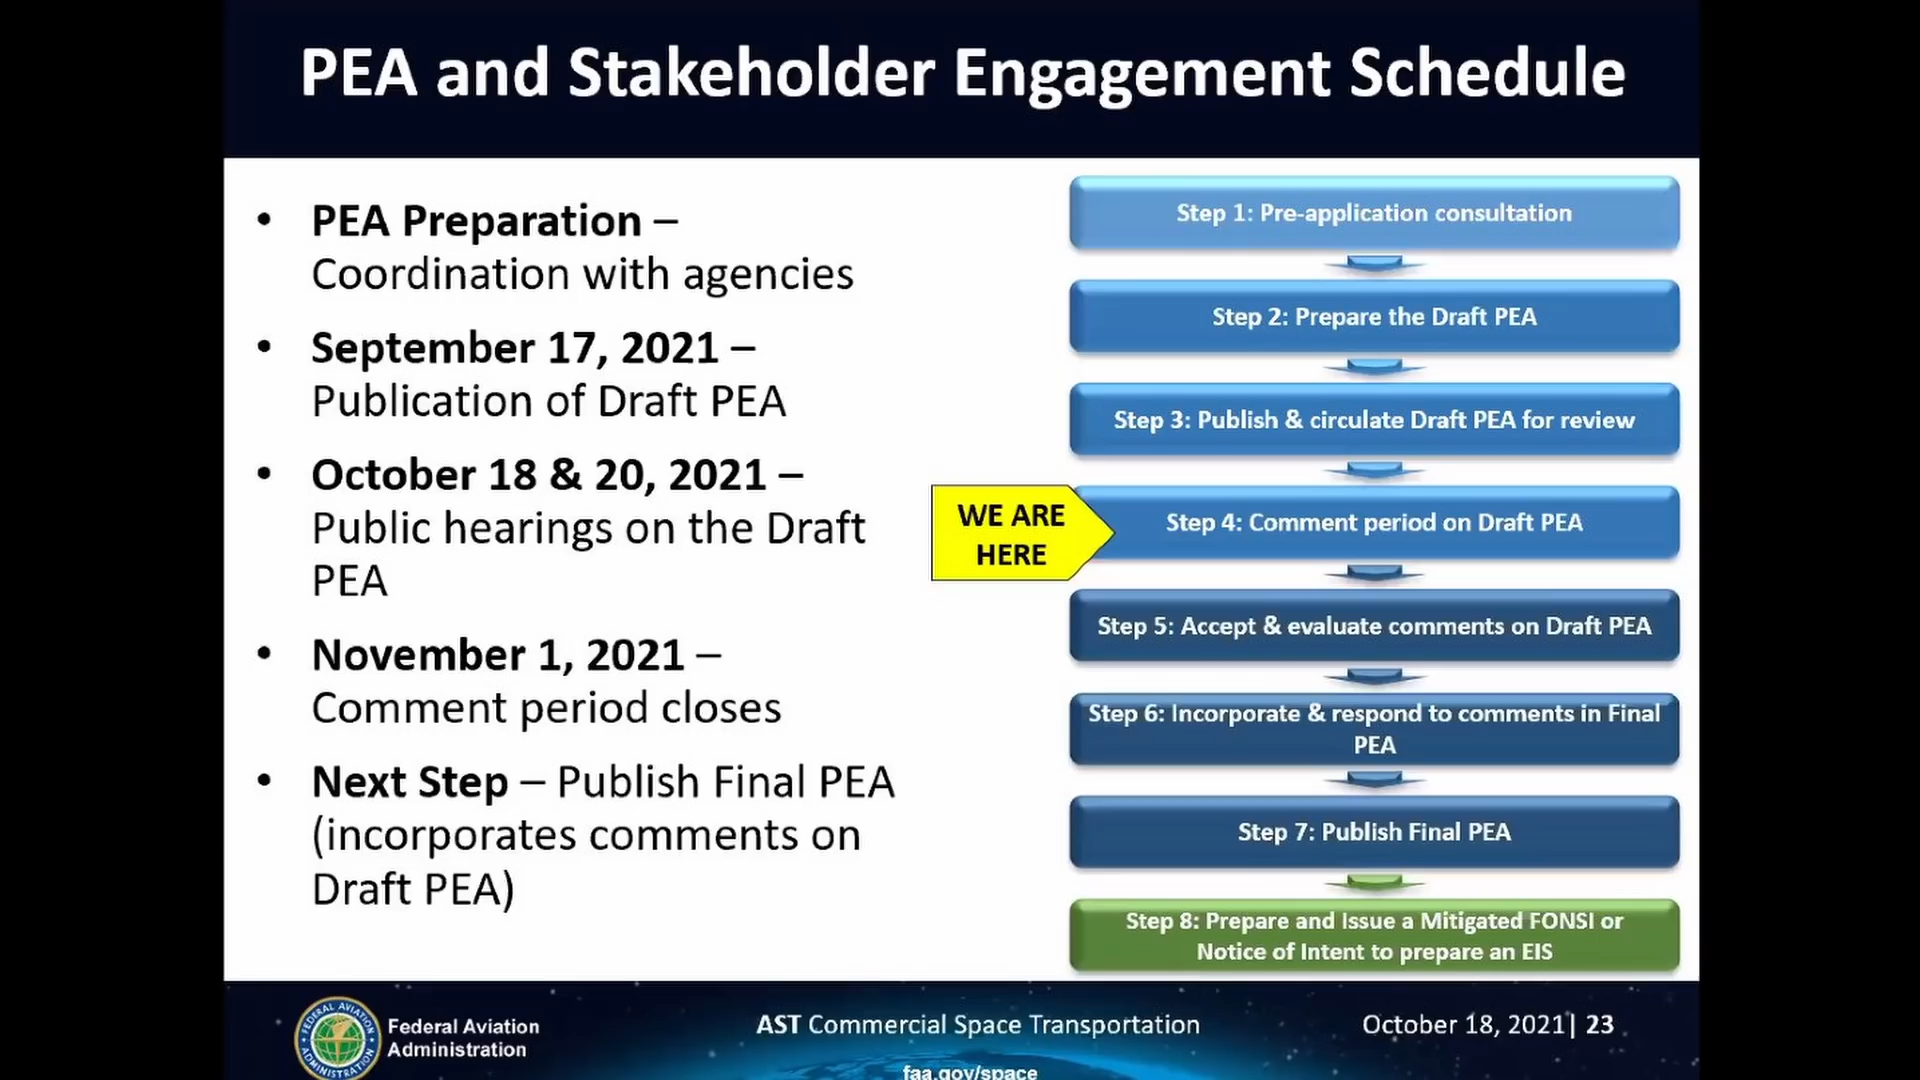 PEA and Stakeholder Engagement Schedule
• PEA Preparation –
Coordination with agencies
• September 17, 2021 –
Publication of Draft PEA
• October 18 & 20, 2021 –
Public hearings on the Draft
PEA
• November 1, 2021 –
Comment period closes
• Next Step – Publish Final PEA
(incorporates comments on
Draft PEA)
Step 1: Pre-application consultation
Step 2: Prepare the Draft PEA
Step 3: Publish & circulate Draft PEA for review
WE ARE
HERE
Step 4: Comment period on Draft PEA
Step 5: Accept & evaluate comments on Draft PEA
Step 6: Incorporate & respond to comments in Final
PEA
Step 7: Publish Final PEA
Step 8: Prepare and Issue a Mitigated FONSI or
Notice of Intent to prepare an EIS
FEDERAL AVIATION
ADMINISTRATION
Federal Aviation
Administration
AST Commercial Space Transportation
faa.gov/space
October 18, 2021| 23